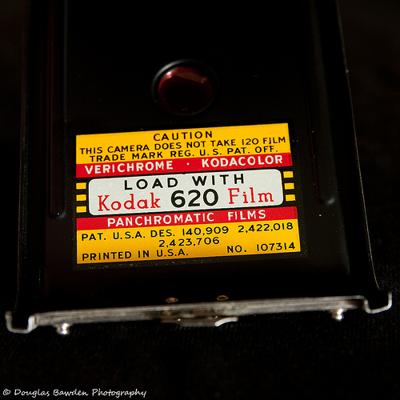 CAUTION
THIS CAMERA DOES NOT TAKE 120 FILM
TRADE MARK REG. U.S. PAT. OFF.
VERICHROME · KODACOLOR
LOAD WITH
Kodak 620 Film
PANCHROMATIC FILMS
PAT. U.S.A. DES. 140,909 2,422,018
2,423,706
PRINTED IN U.S.A. NO. 107314
© Douglas Bawden Photography